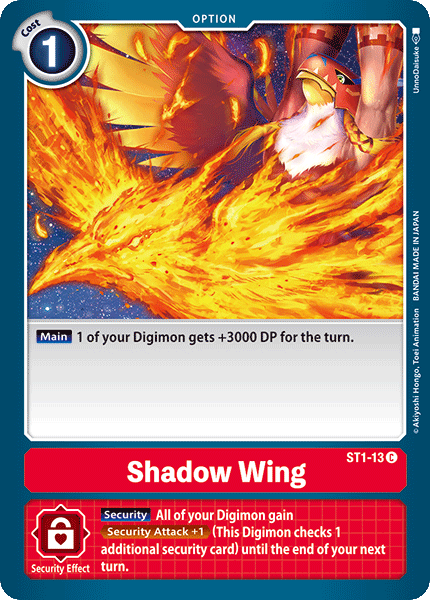 OPTION
Cost
1
UnnoDaisuke
Main 1 of your Digimon gets +3000 DP for the turn.
©Akiyoshi Hongo, Toei Animation BANDAI MADE IN JAPAN
ST1-13 C
Shadow Wing
Security All of your Digimon gain
Security Attack +1 (This Digimon checks 1
additional security card) until the end of your next
turn.
Security Effect